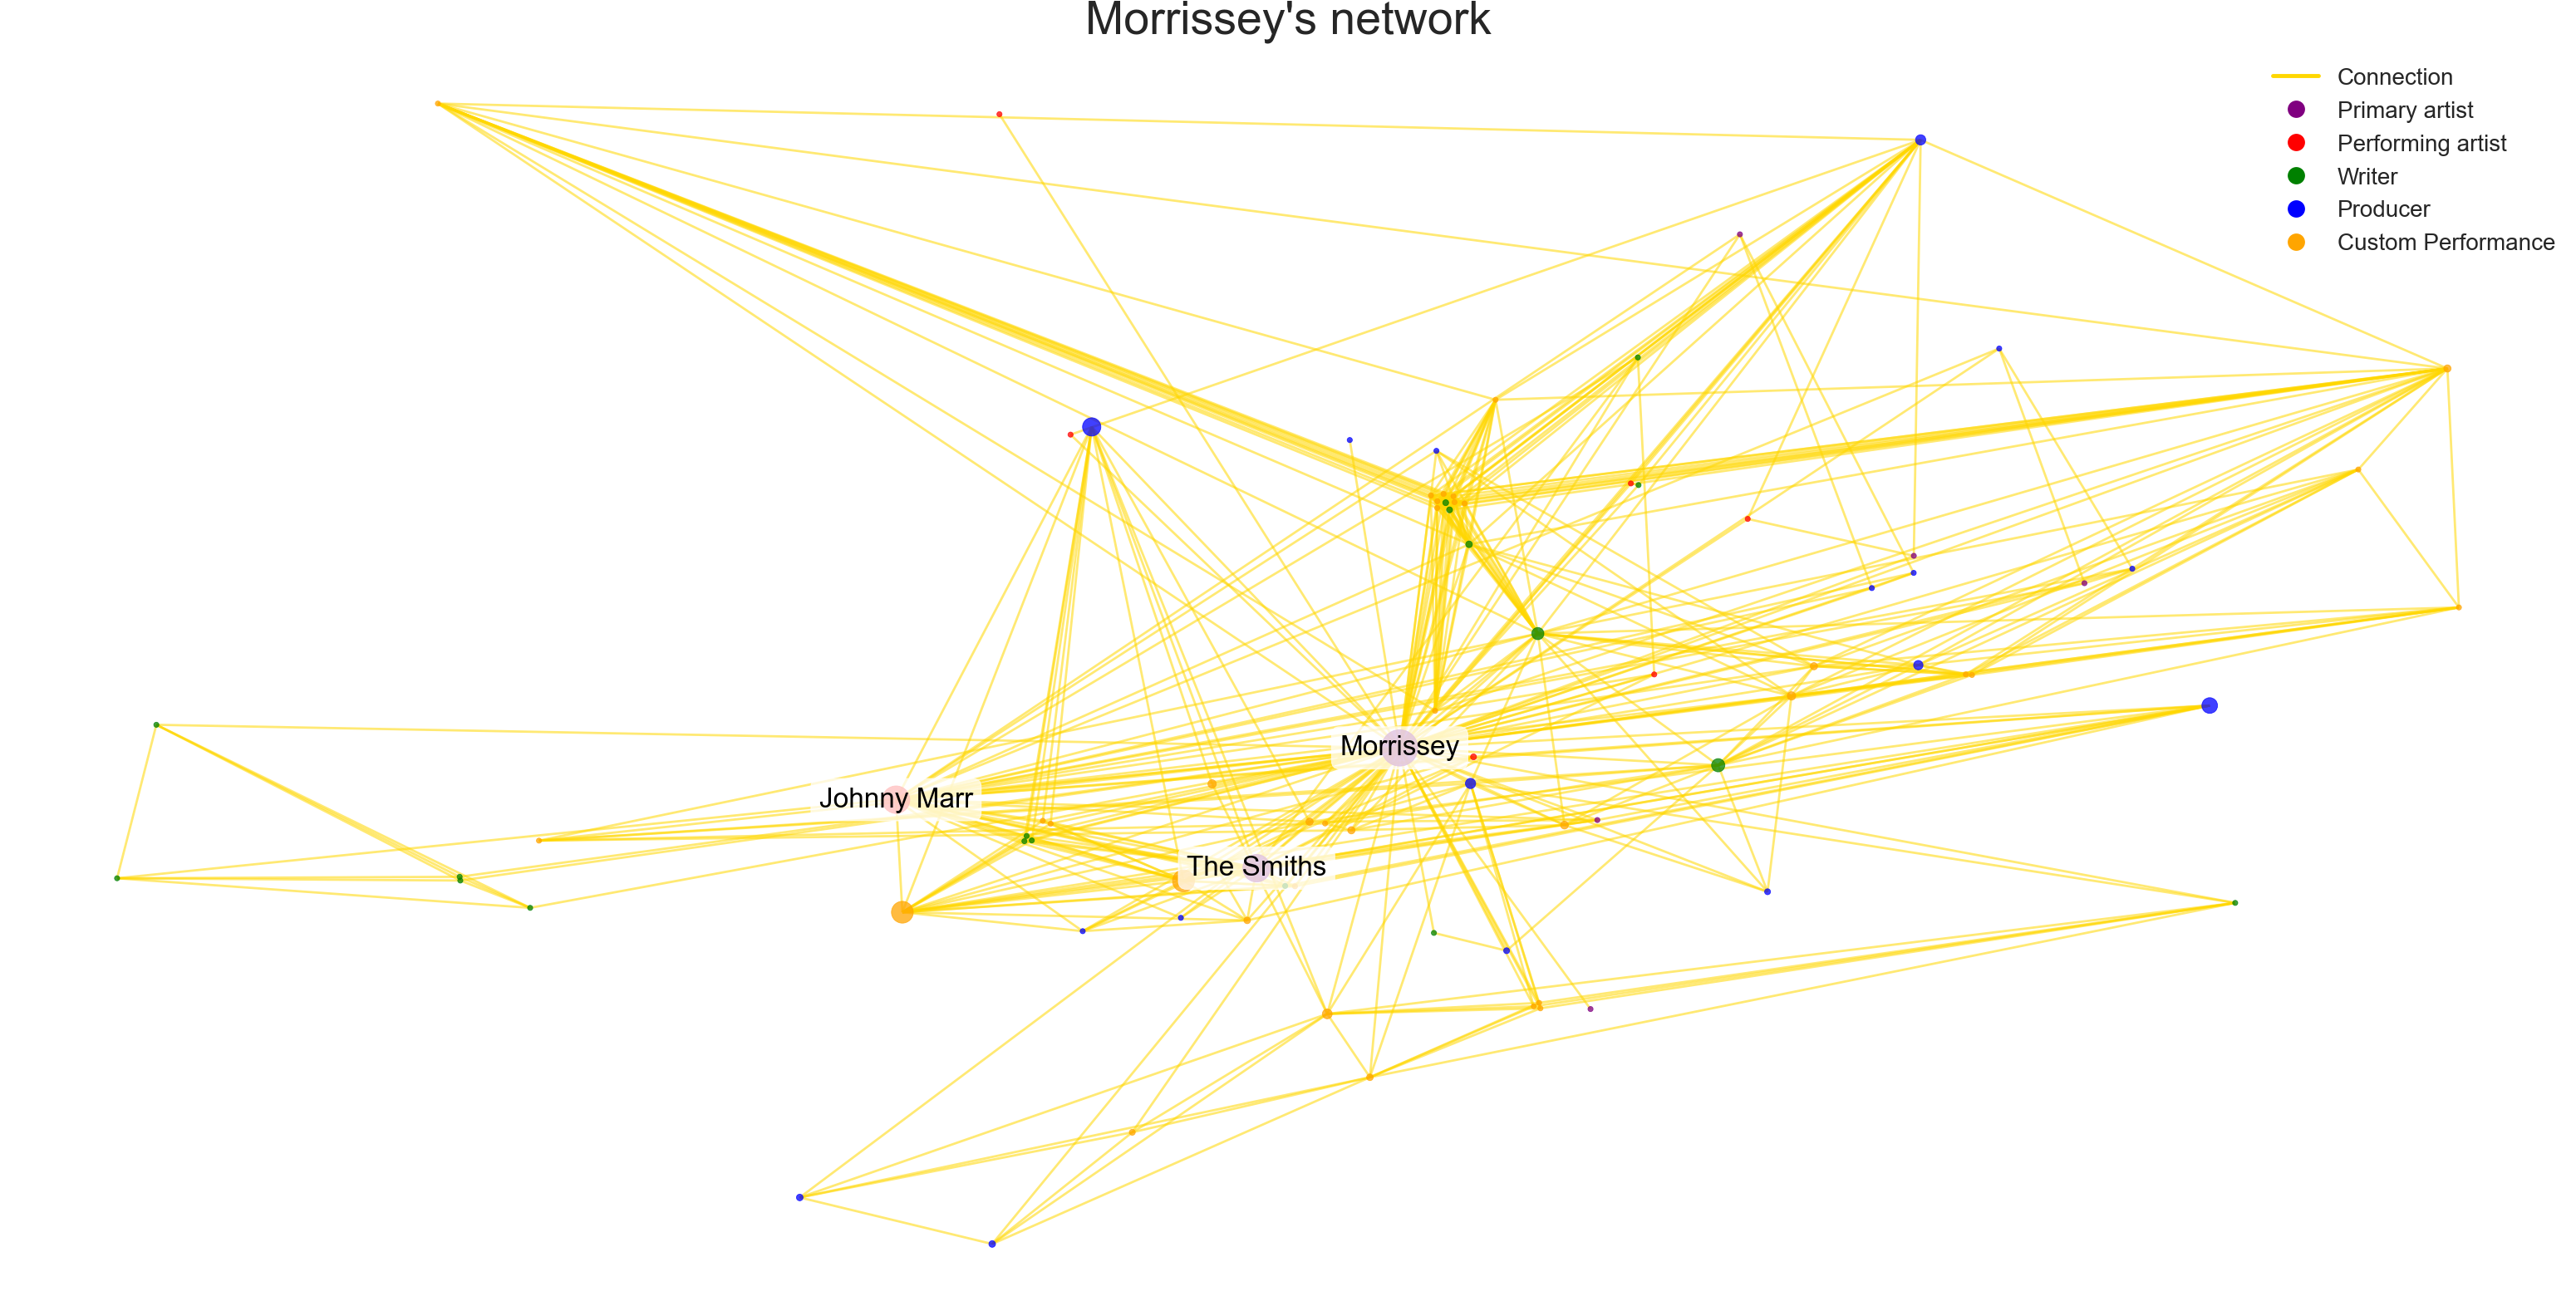 Morrissey's network
Connection
Primary artist
Performing artist
Writer
Producer
Custom Performance
Morrissey
Johnny Marr
The Smiths